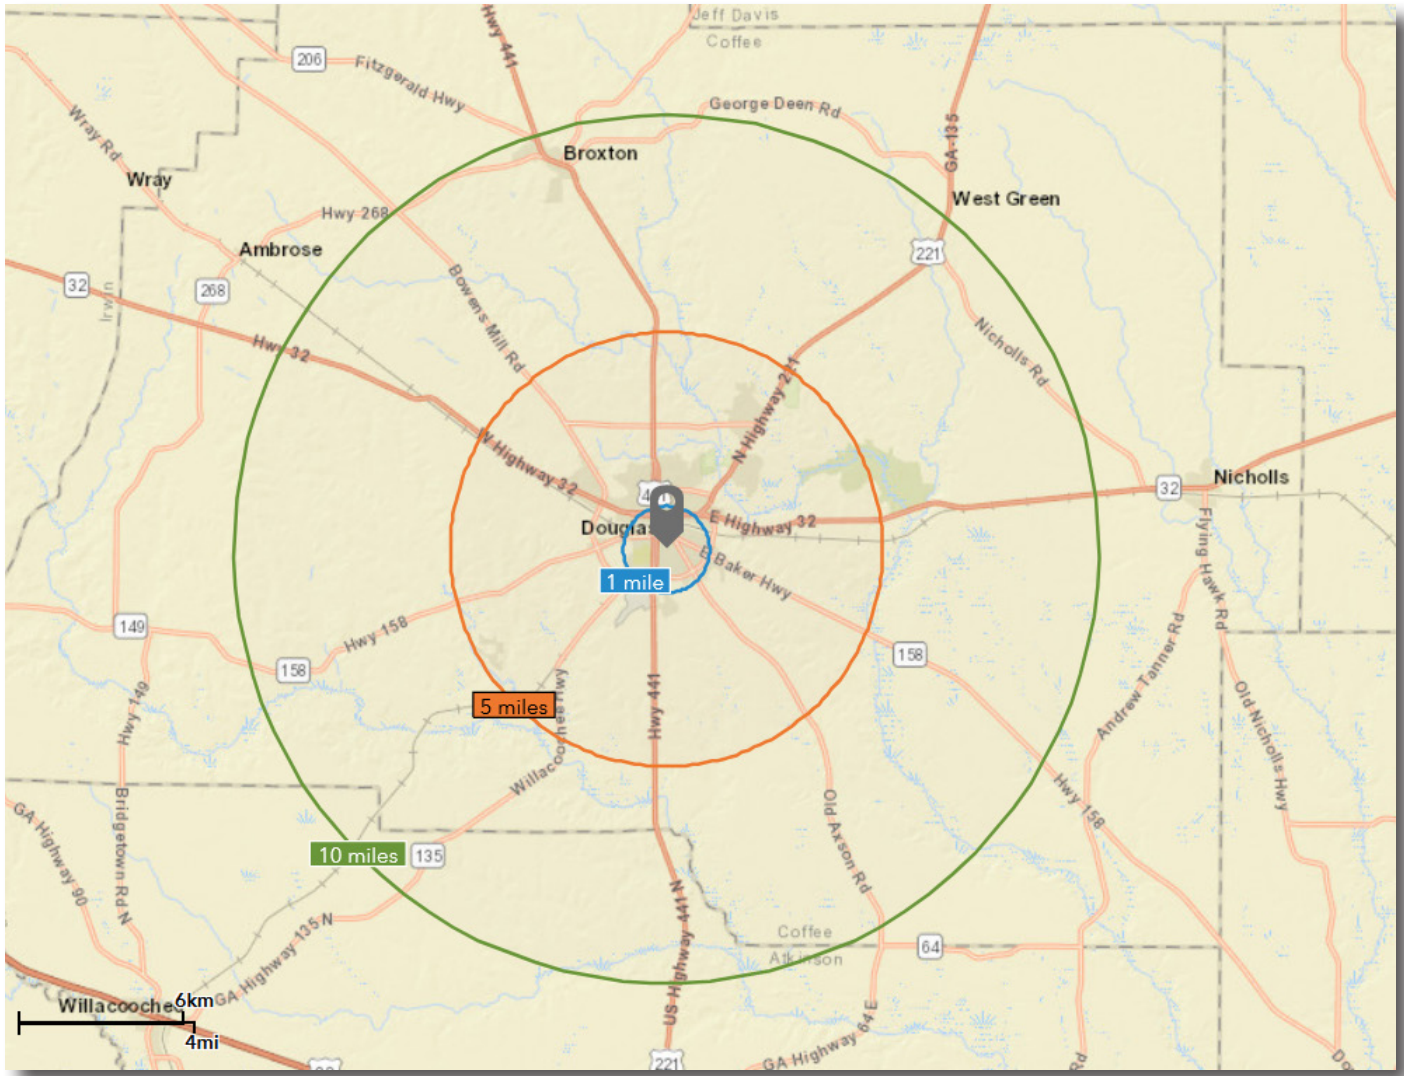 Jeff Davis
Coffee
Hwy 441
206
Fitzgerald Hwy
George Deen Rd
GA-135
Wray Rd
Broxton
Wray
West Green
Hwy 268
Ambrose
221
32
268
Irwin
Bowens Mill Rd
Nicholls Rd
Hwy 32
N Highway 221
W Highway 32
Nicholls
32
E Highway 32
Douglas
E Baker Hwy
1 mile
Flying Hawk Rd
149
Hwy 158
158
158
Andrew Tanner Rd
Hwy 149
5 miles
Hwy 441
Willacoochee Hwy
Old Nicholls Hwy
Hwy 158
Bridgetown Rd N
GA Highway 90
Old Axson Rd
10 miles
135
US Highway 441 N
Coffee
Atkinson
64
GA Highway 135 N
Willacoochee
6km
4mi
GA Highway 64 E
221
Rd